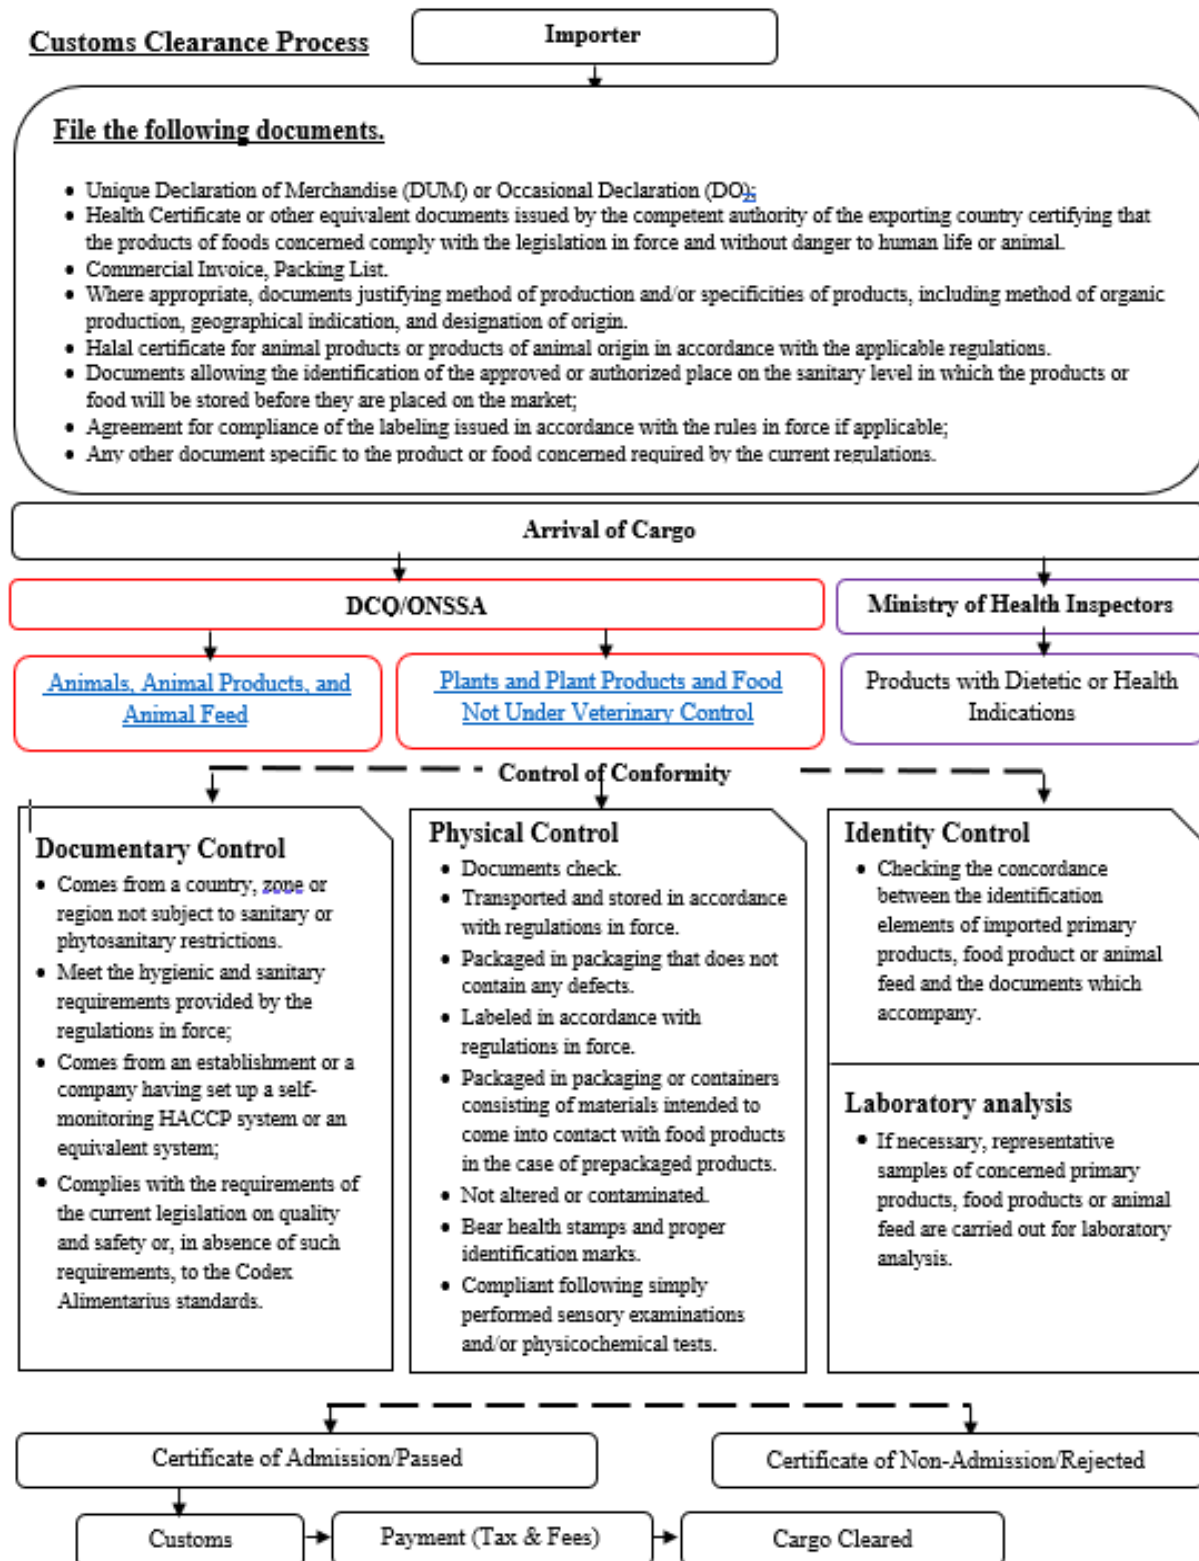 Customs Clearance Process
Importer
File the following documents.
• Unique Declaration of Merchandise (DUM) or Occasional Declaration (DO);
• Health Certificate or other equivalent documents issued by the competent authority of the exporting country certifying that
the products of foods concerned comply with the legislation in force and without danger to human life or animal.
• Commercial Invoice, Packing List.
• Where appropriate, documents justifying method of production and/or specificities of products, including method of organic
production, geographical indication, and designation of origin.
• Halal certificate for animal products or products of animal origin in accordance with the applicable regulations.
• Documents allowing the identification of the approved or authorized place on the sanitary level in which the products or
food will be stored before they are placed on the market;
• Agreement for compliance of the labeling issued in accordance with the rules in force if applicable;
• Any other document specific to the product or food concerned required by the current regulations.
Arrival of Cargo
DCQ/ONSSA
Ministry of Health Inspectors
Animals, Animal Products, and
Animal Feed
Plants and Plant Products and Food
Not Under Veterinary Control
Products with Dietetic or Health
Indications
Control of Conformity
Documentary Control
• Comes from a country, zone or
region not subject to sanitary or
phytosanitary restrictions.
• Meet the hygienic and sanitary
requirements provided by the
regulations in force;
• Comes from an establishment or a
company having set up a self-
monitoring HACCP system or an
equivalent system;
• Complies with the requirements of
the current legislation on quality
and safety or, in absence of such
requirements, to the Codex
Alimentarius standards.
Physical Control
• Documents check.
• Transported and stored in accordance
with regulations in force.
• Packaged in packaging that does not
contain any defects.
• Labeled in accordance with
regulations in force.
• Packaged in packaging or containers
consisting of materials intended to
come into contact with food products
in the case of prepackaged products.
• Not altered or contaminated.
• Bear health stamps and proper
identification marks.
• Compliant following simply
performed sensory examinations
and/or physicochemical tests.
Identity Control
• Checking the concordance
between the identification
elements of imported primary
products, food product or animal
feed and the documents which
accompany.
Laboratory analysis
• If necessary, representative
samples of concerned primary
products, food products or animal
feed are carried out for laboratory
analysis.
Certificate of Admission/Passed
Certificate of Non-Admission/Rejected
Customs
Payment (Tax & Fees)
Cargo Cleared